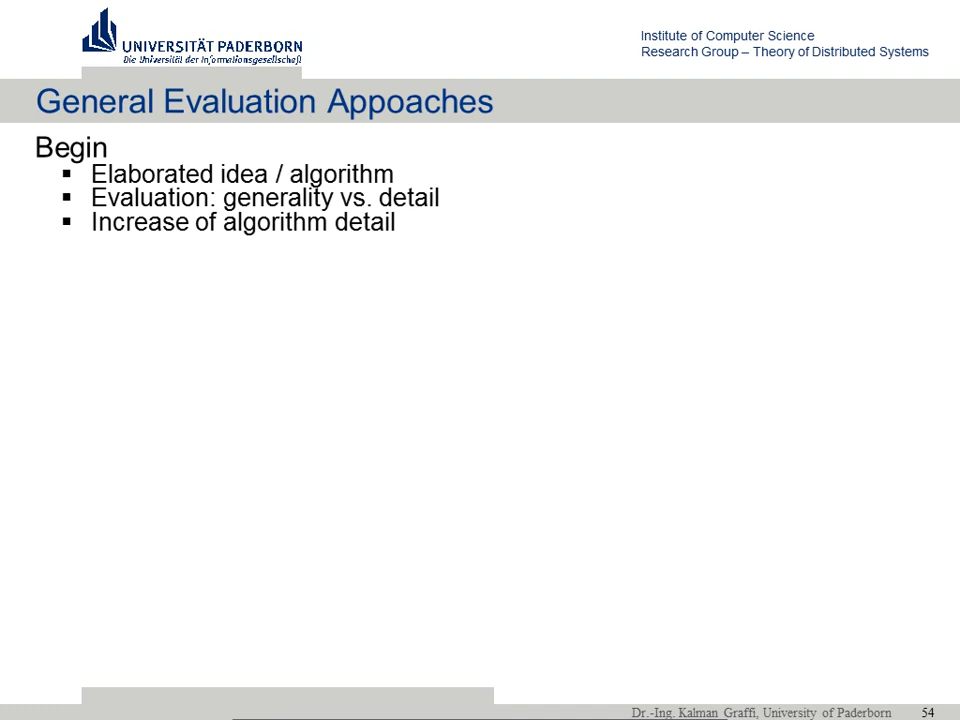 UNIVERSITÄT PADERBORN
Die Universität der Informationsgesellschaft
Institute of Computer Science
Research Group – Theory of Distributed Systems
General Evaluation Appoaches
Begin
▪ Elaborated idea / algorithm
▪ Evaluation: generality vs. detail
▪ Increase of algorithm detail
Dr.-Ing. Kalman Graffi, University of Paderborn 54